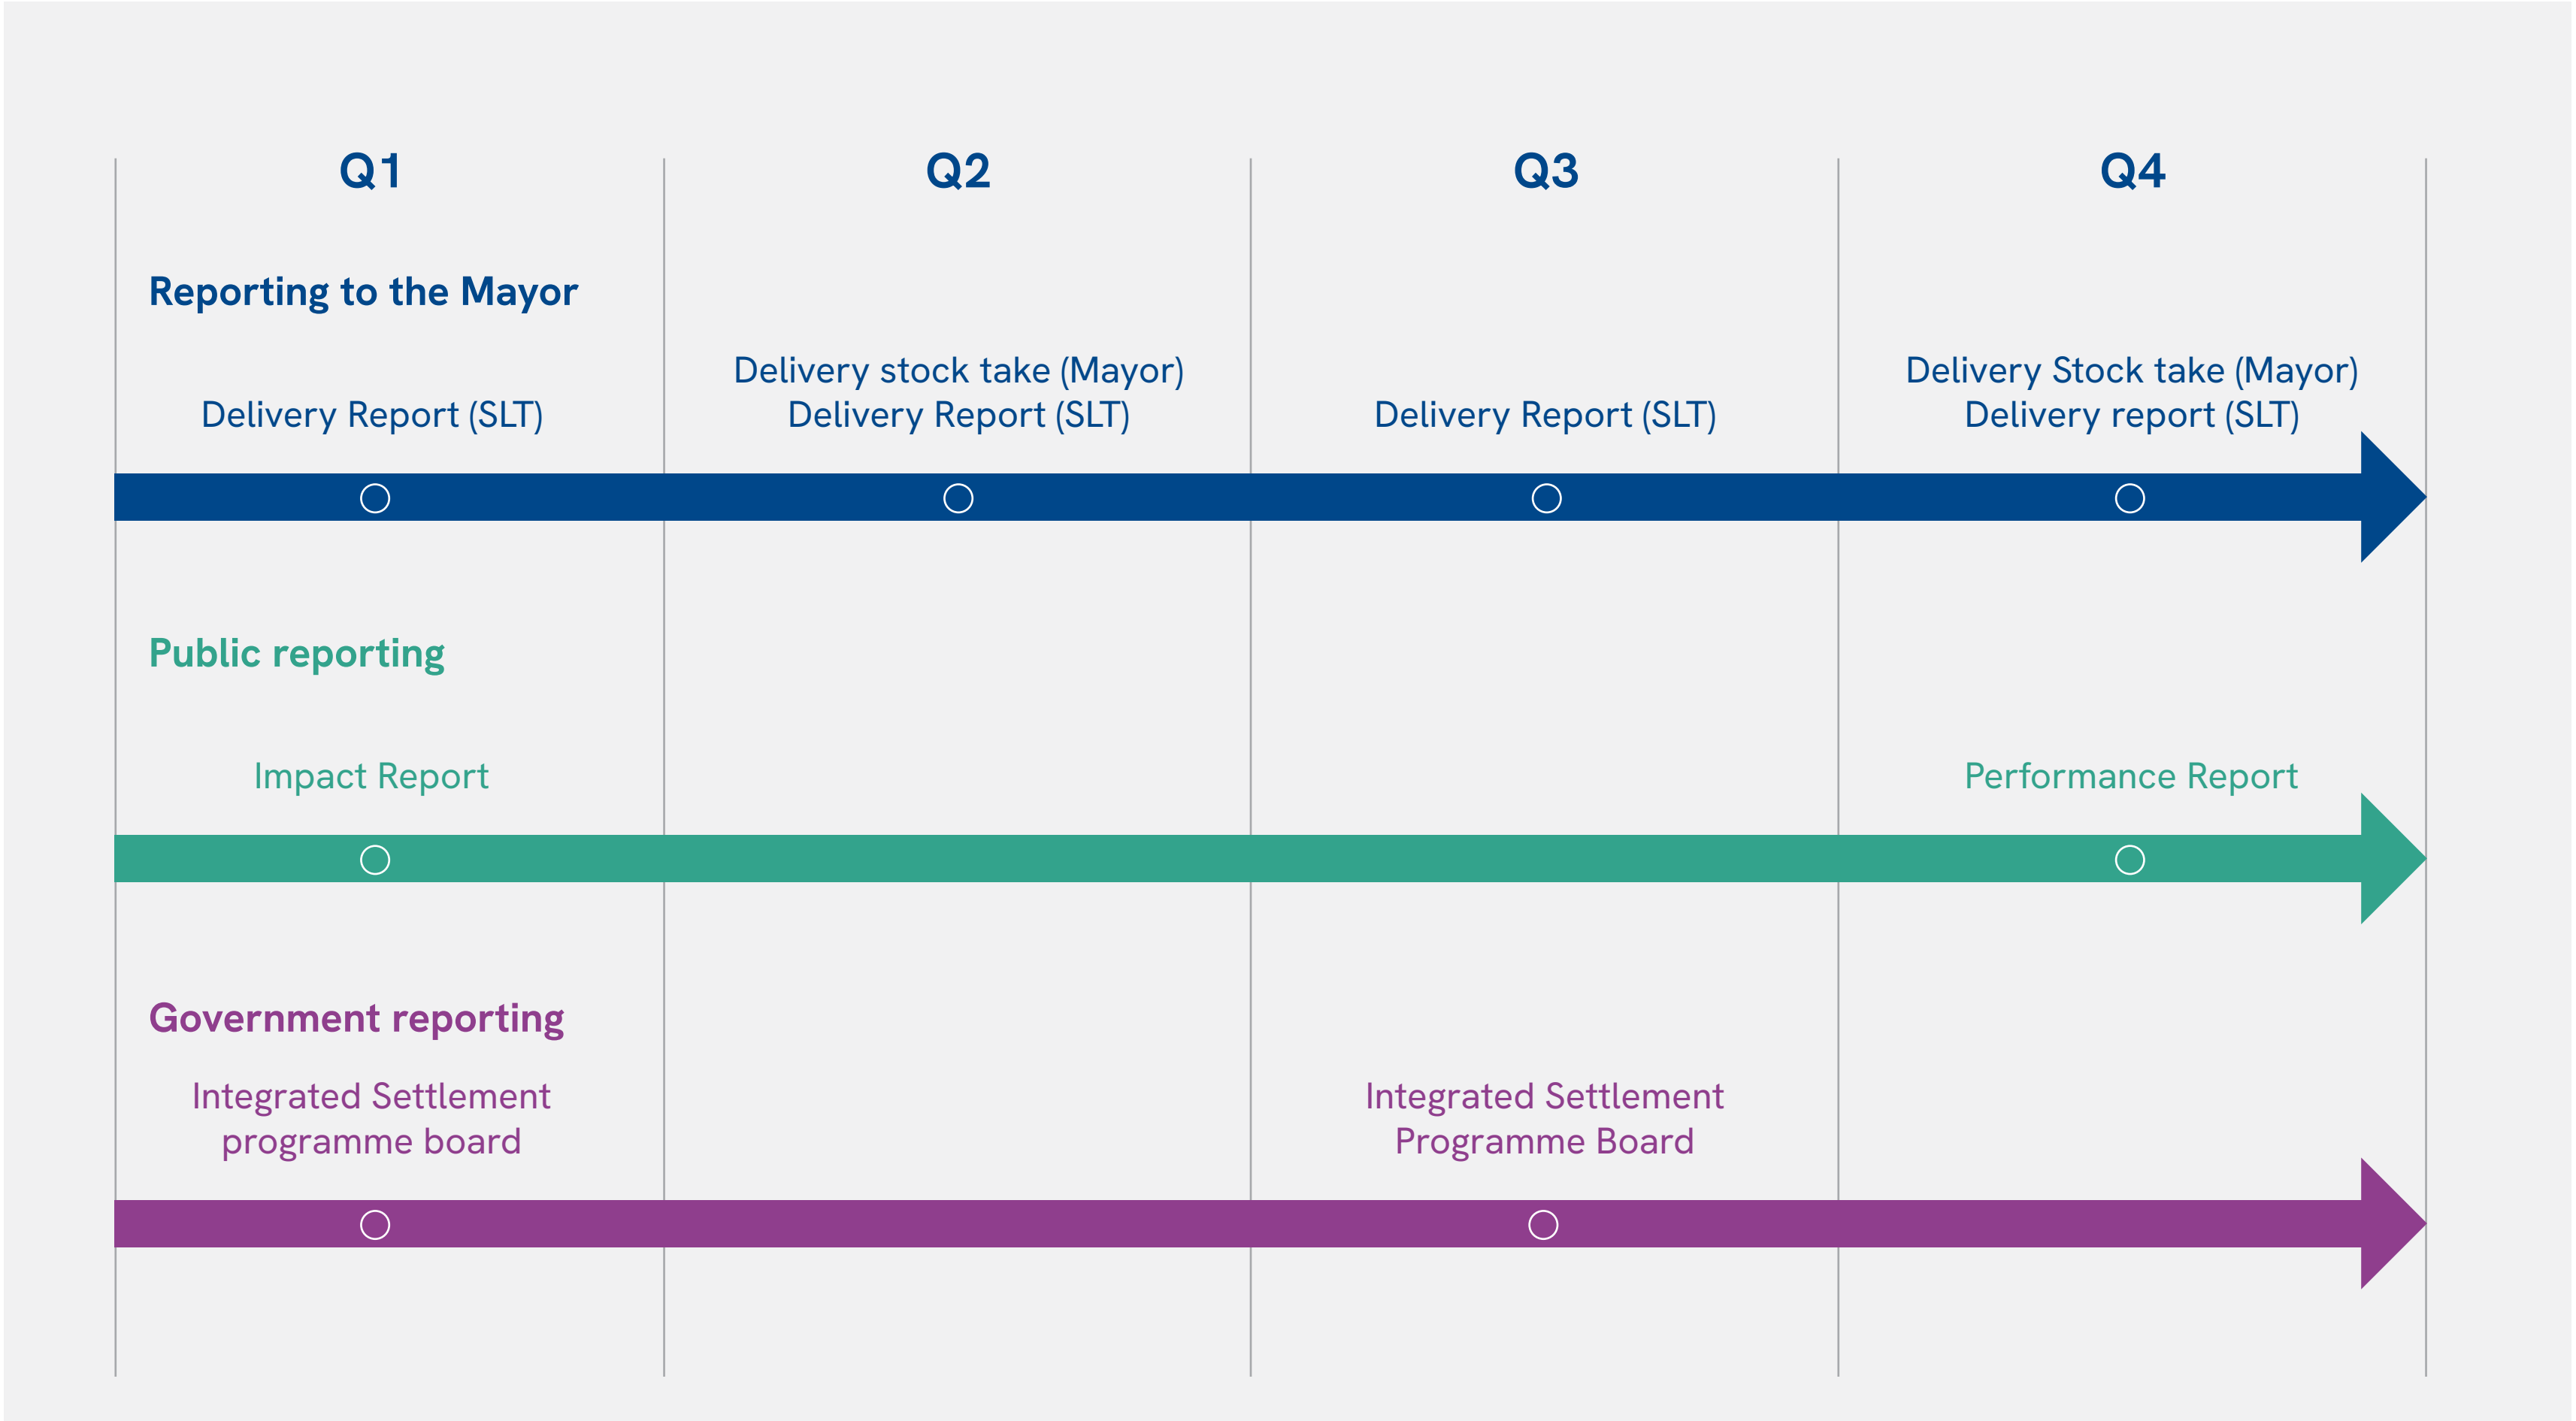 Q1
Q2
Q3
Q4
Reporting to the Mayor
Delivery Report (SLT)
Delivery stock take (Mayor)
Delivery Report (SLT)
Delivery Report (SLT)
Delivery Stock take (Mayor)
Delivery report (SLT)
Public reporting
Impact Report
Performance Report
Government reporting
Integrated Settlement
programme board
Integrated Settlement
Programme Board